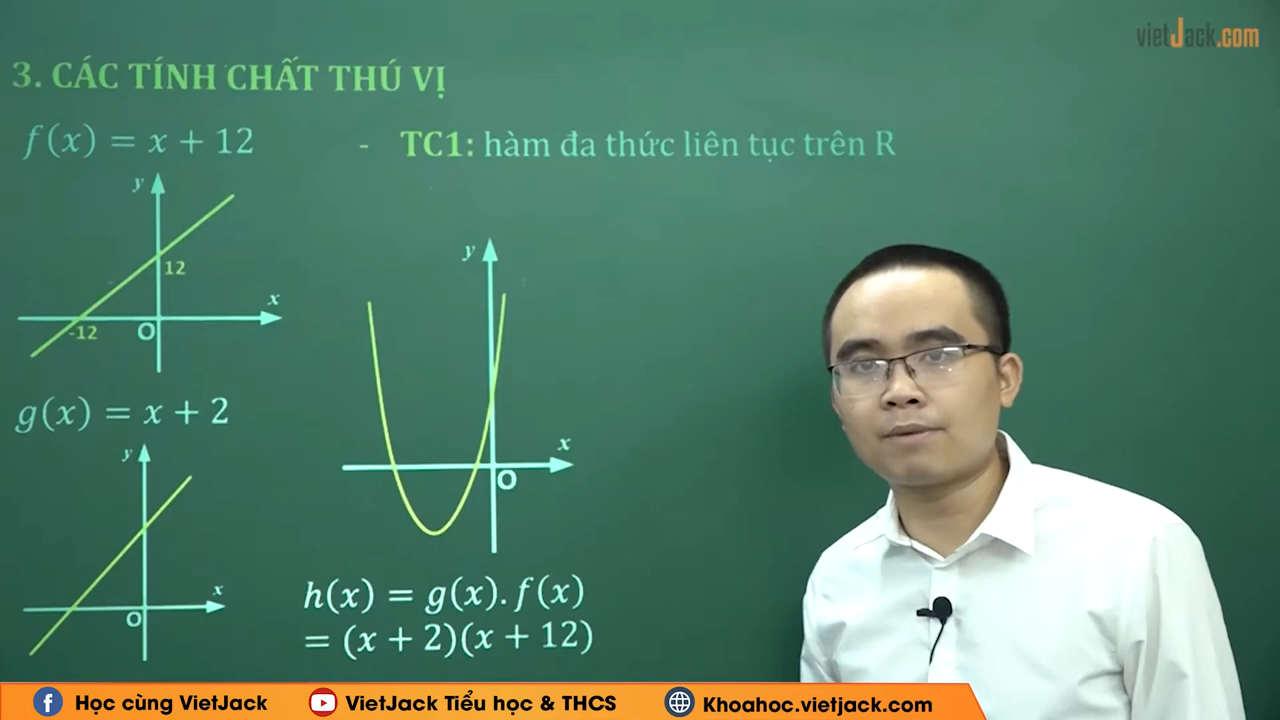 vietJack.com
3. CÁC TÍNH CHẤT THÚ VỊ
f(x) = x + 12
- TC1: hàm đa thức liên tục trên R
y
12
x
-12
O
y
x
O
g(x) = x + 2
y
x
O
h(x) = g(x).f(x)
= (x + 2)(x + 12)
Học cùng VietJack
VietJack Tiểu học & THCS
Khoahoc.vietjack.com